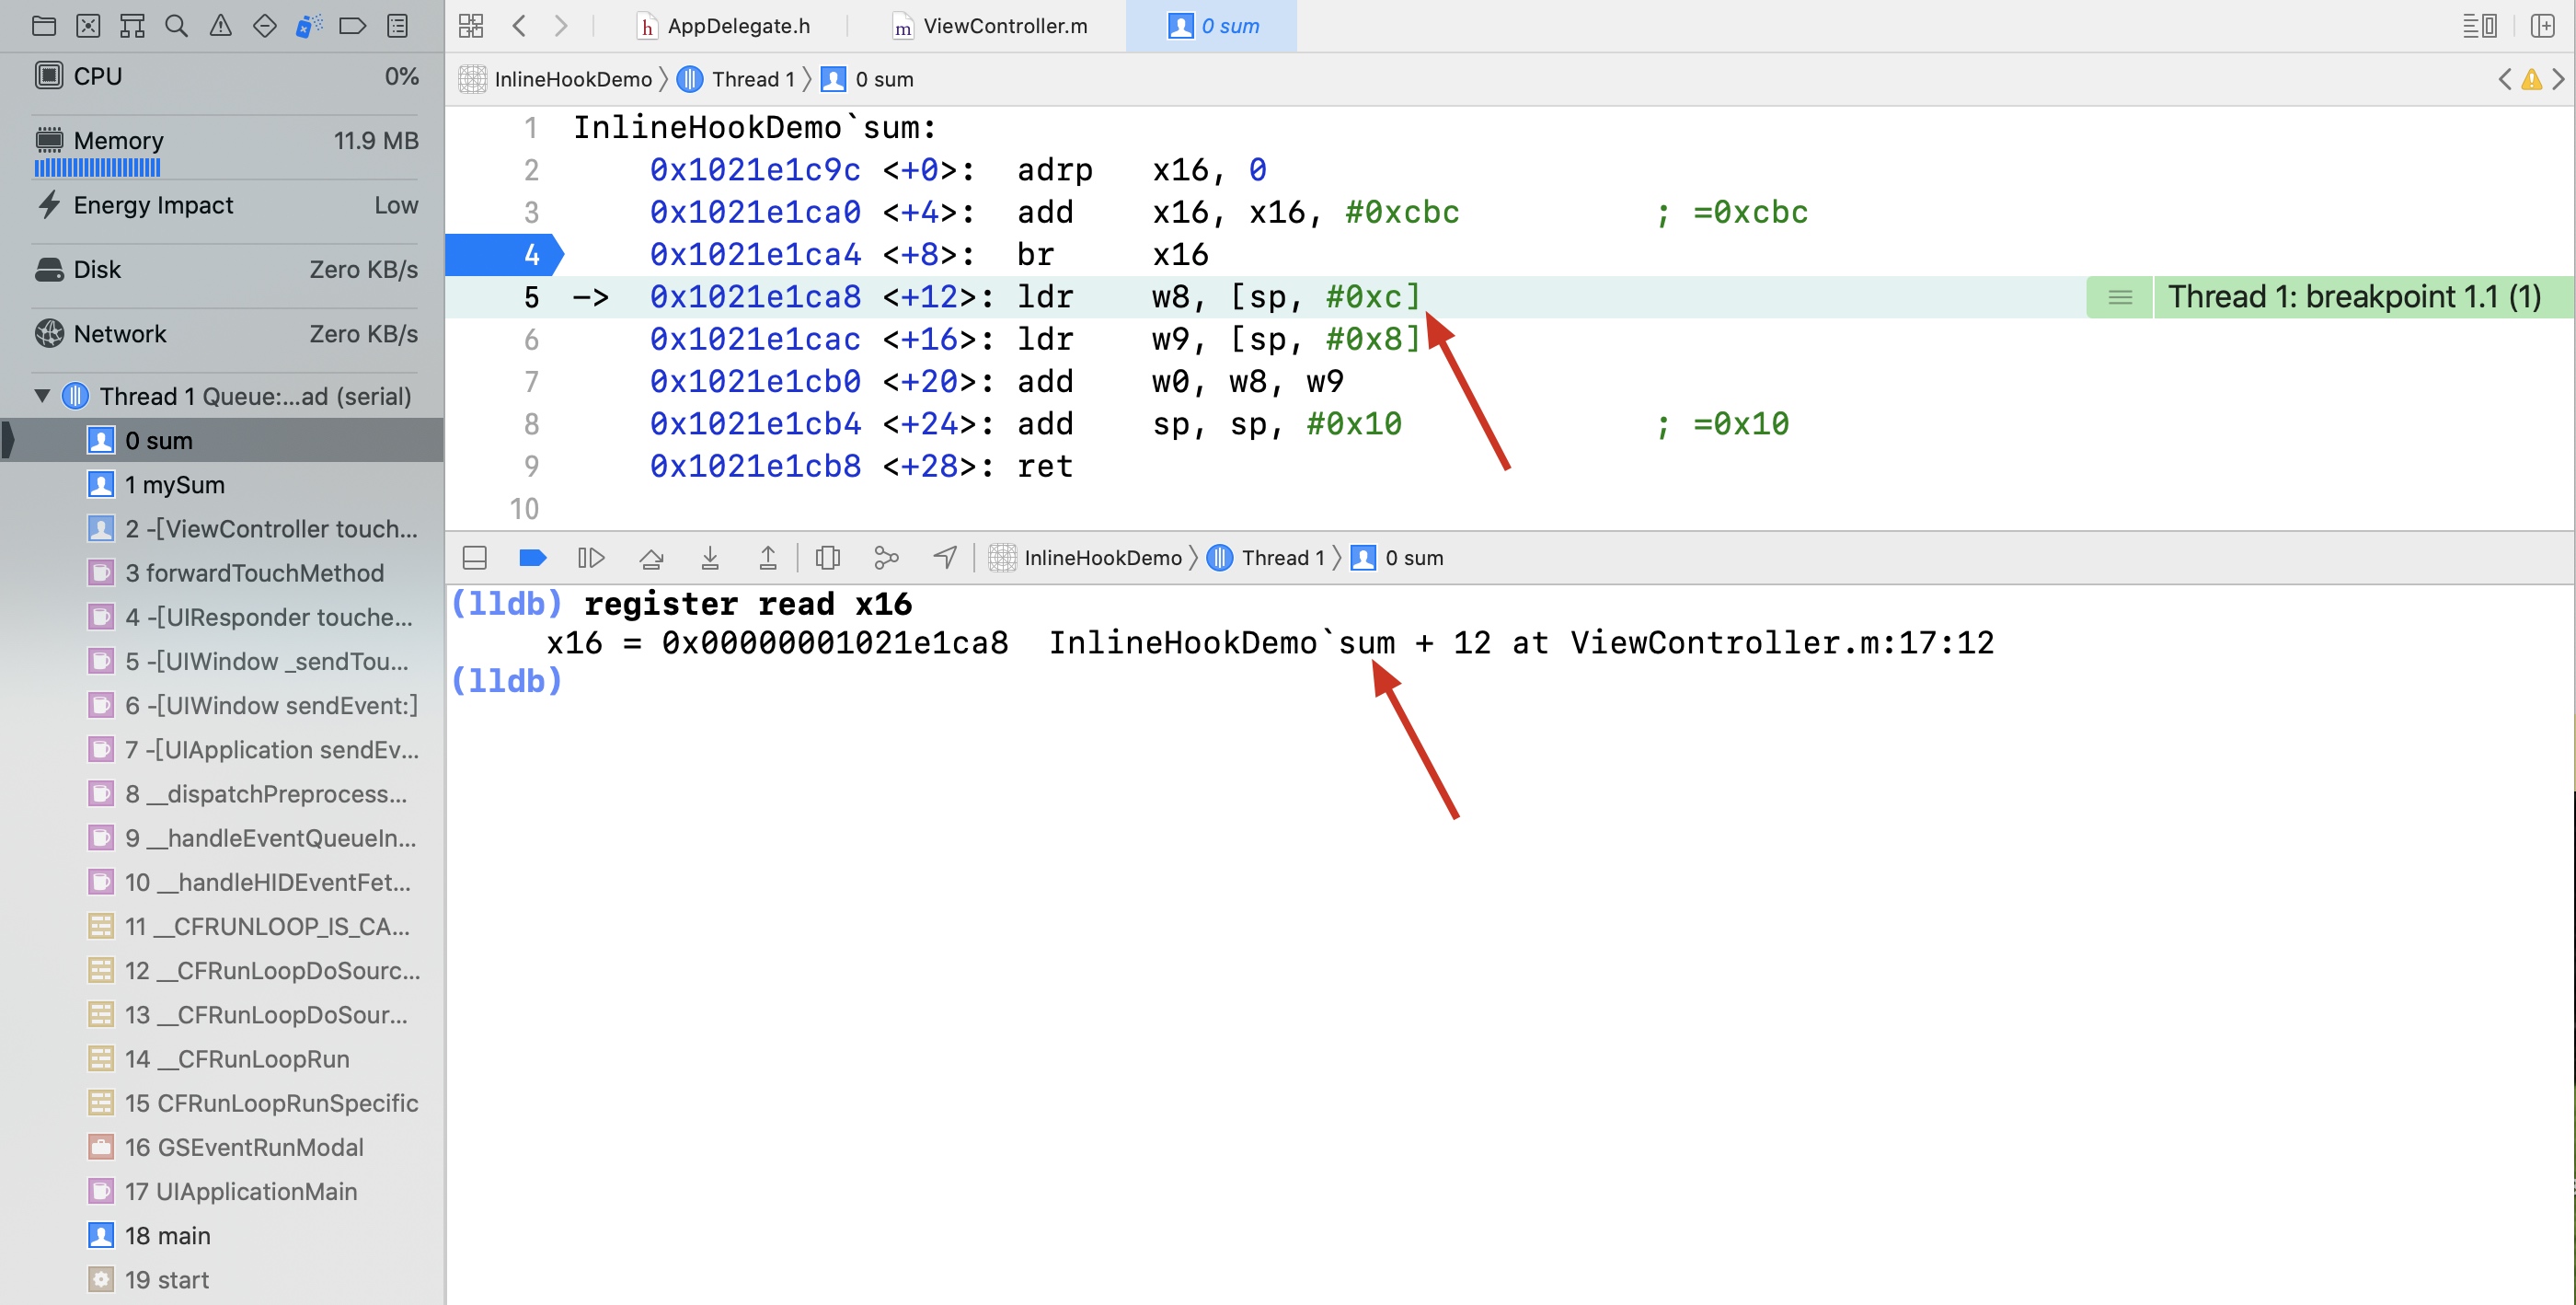 AppDelegate.h
ViewController.m
0 sum
CPU 0%
InlineHookDemo Thread 1 0 sum
Memory 11.9 MB
Energy Impact Low
Disk Zero KB/s
Network Zero KB/s
Thread 1 Queue:...ad (serial)
0 sum
1 mySum
2 -[ViewController touch...
3 forwardTouchMethod
4 -[UIResponder touche...
5 -[UIWindow _sendTou...
6 -[UIWindow sendEvent:]
7 -[UIApplication sendEv...
8 __dispatchPreprocess...
9 __handleEventQueueIn...
10 __handleHIDEventFet...
11 __CFRUNLOOP_IS_CA...
12 __CFRunLoopDoSourc...
13 __CFRunLoopDoSour...
14 __CFRunLoopRun
15 CFRunLoopRunSpecific
16 GSEventRunModal
17 UIApplicationMain
18 main
19 start
1 InlineHookDemo`sum:
2 0x1021e1c9c <+0>: adrp x16, 0
3 0x1021e1ca0 <+4>: add x16, x16, #0xcbc ; =0xcbc
4 0x1021e1ca4 <+8>: br x16
5 -> 0x1021e1ca8 <+12>: ldr w8, [sp, #0xc] Thread 1: breakpoint 1.1 (1)
6 0x1021e1cac <+16>: ldr w9, [sp, #0x8]
7 0x1021e1cb0 <+20>: add w0, w8, w9
8 0x1021e1cb4 <+24>: add sp, sp, #0x10 ; =0x10
9 0x1021e1cb8 <+28>: ret
10
InlineHookDemo Thread 1 0 sum
(lldb) register read x16
x16 = 0x00000001021e1ca8 InlineHookDemo`sum + 12 at ViewController.m:17:12
(lldb)